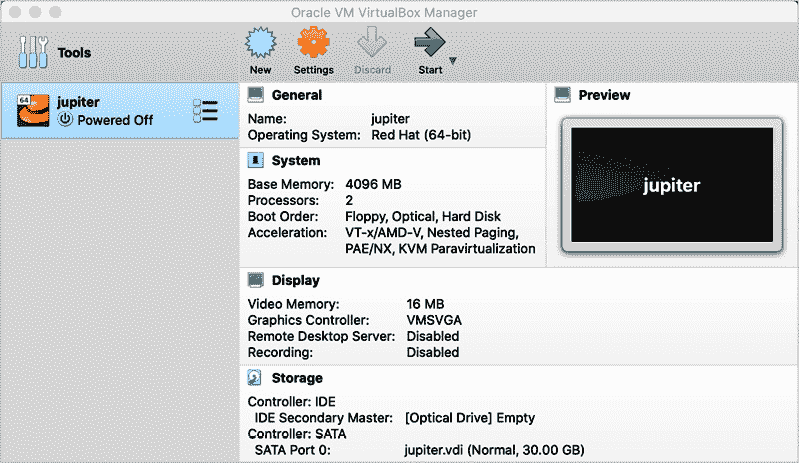 Oracle VM VirtualBox Manager
Tools
New Settings Discard Start
64
jupiter
Powered Off
General
Name: jupiter
Operating System: Red Hat (64-bit)
System
Base Memory: 4096 MB
Processors: 2
Boot Order: Floppy, Optical, Hard Disk
Acceleration: VT-x/AMD-V, Nested Paging,
PAE/NX, KVM Paravirtualization
Preview
jupiter
Display
Video Memory: 16 MB
Graphics Controller: VMSVGA
Remote Desktop Server: Disabled
Recording: Disabled
Storage
Controller: IDE
IDE Secondary Master: [Optical Drive] Empty
Controller: SATA
SATA Port 0: jupiter.vdi (Normal, 30.00 GB)